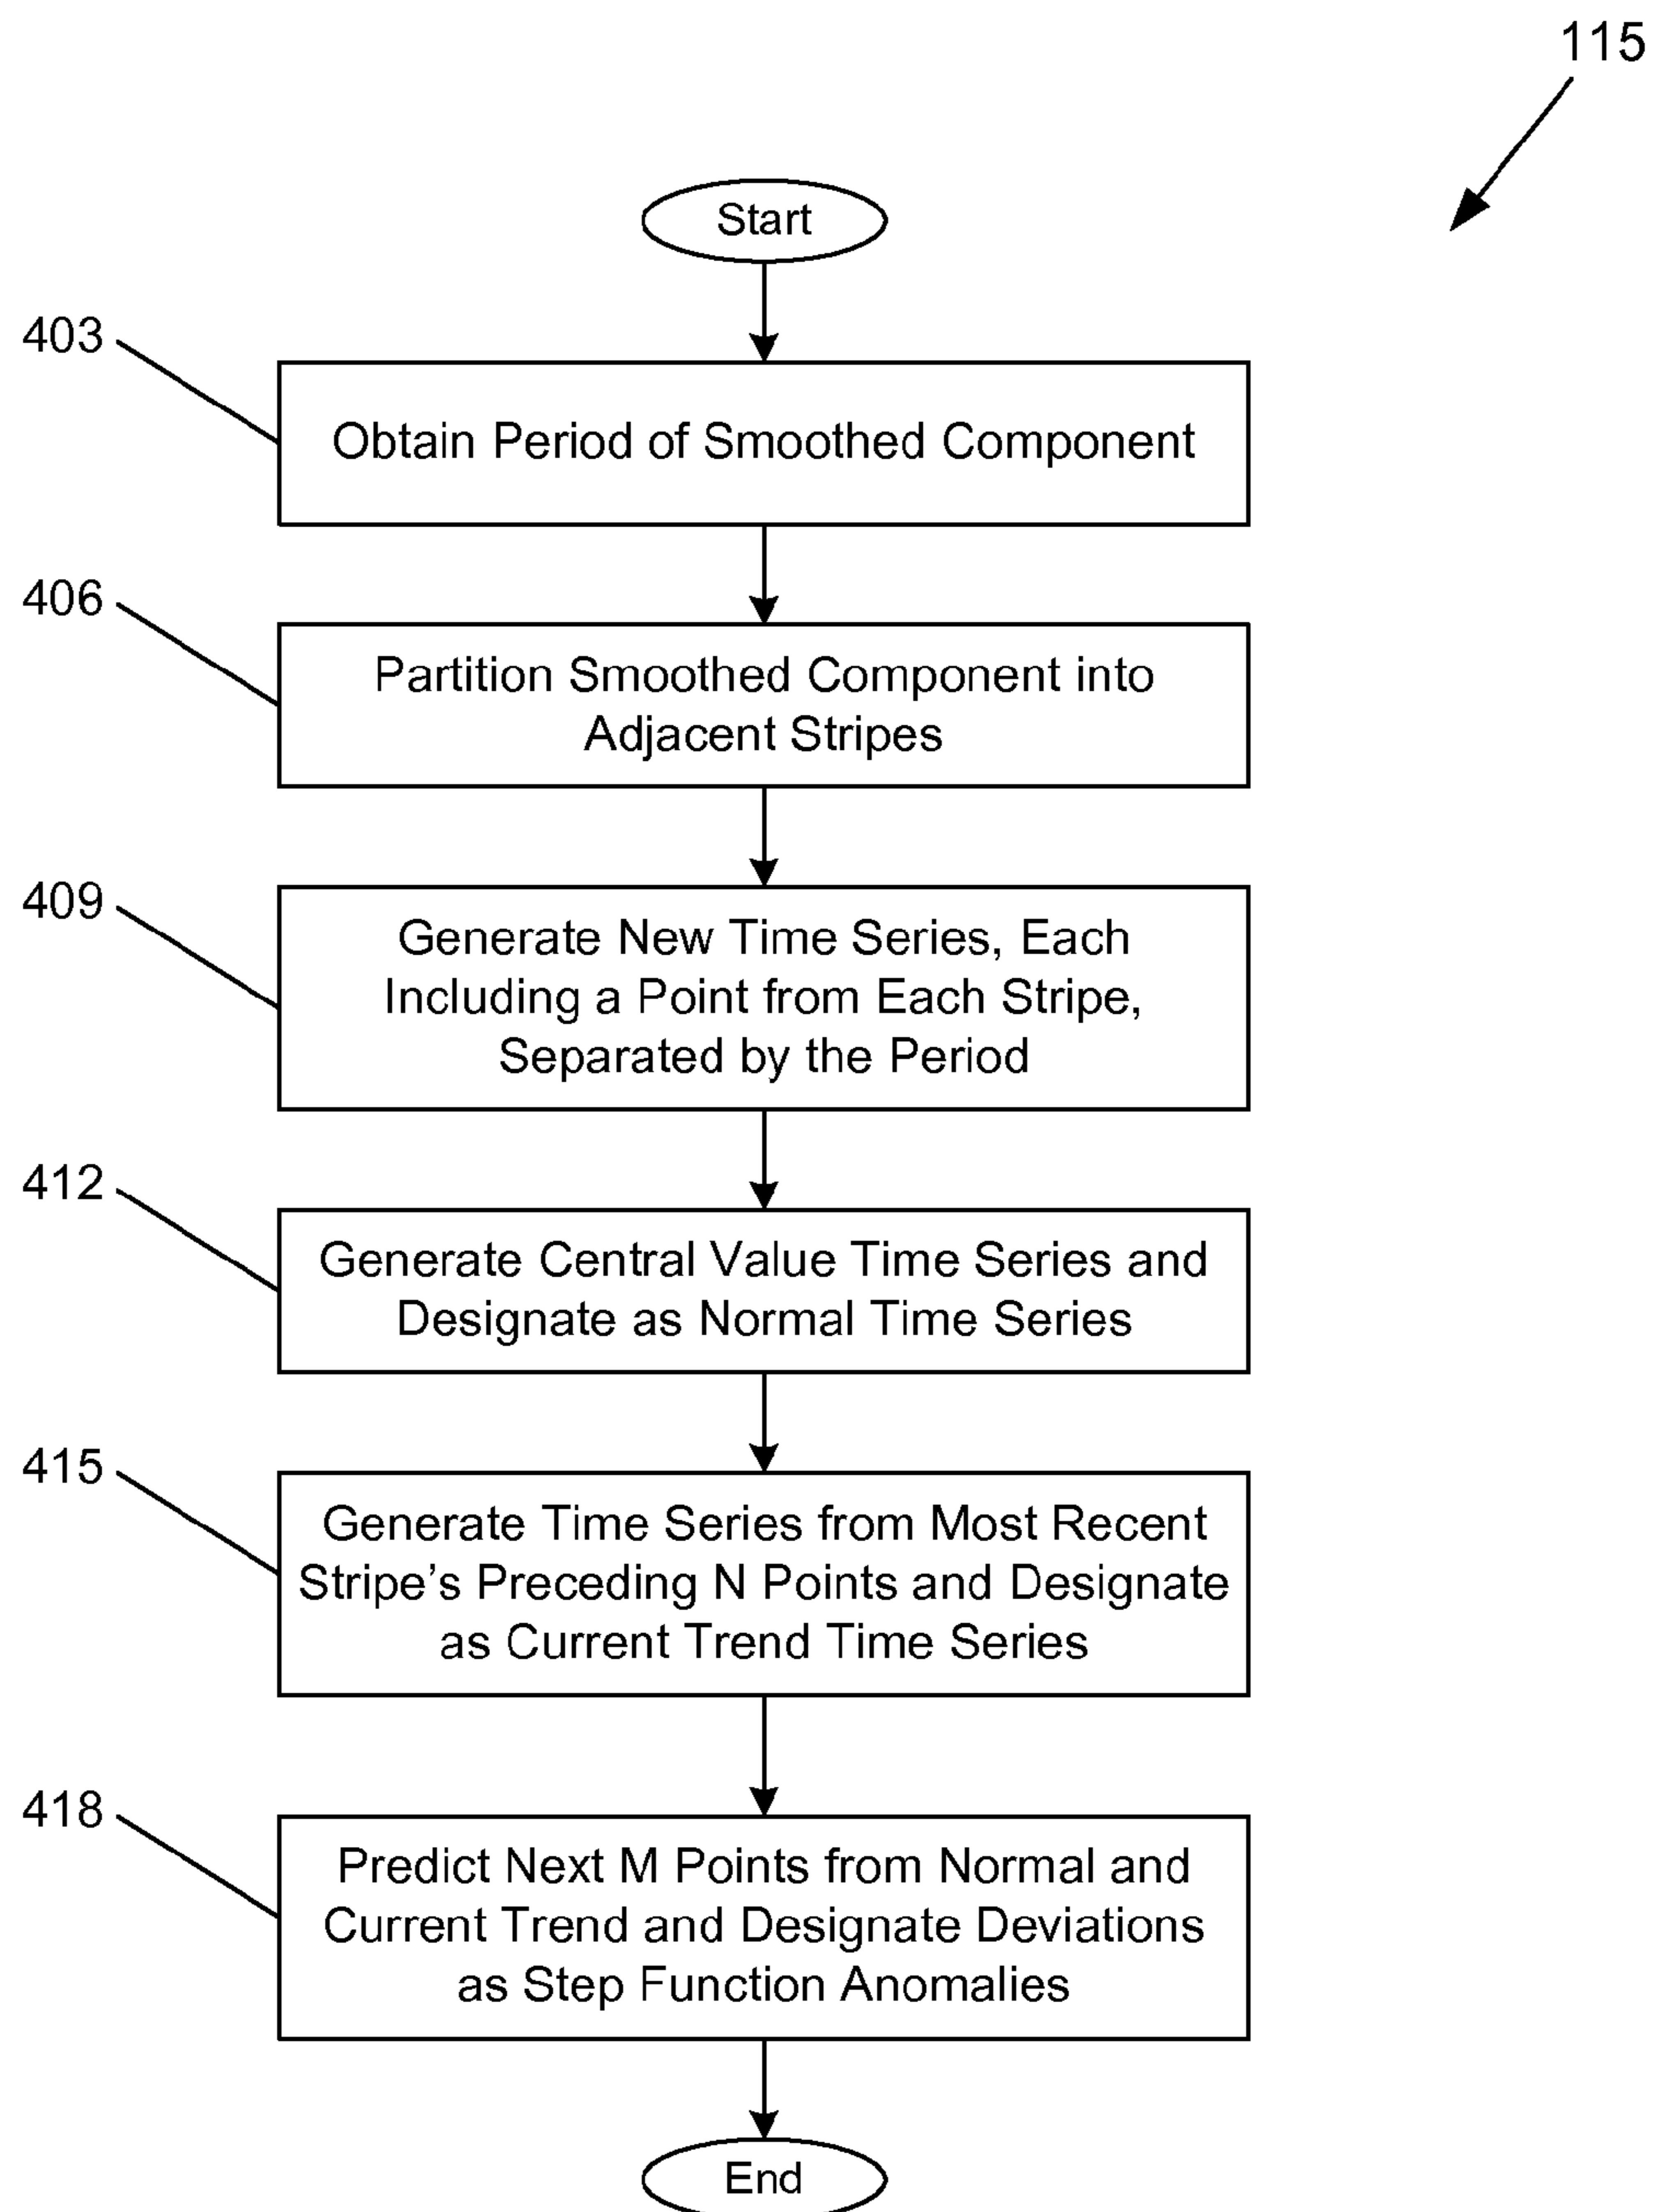 115
Start
403
Obtain Period of Smoothed Component
406
Partition Smoothed Component into
Adjacent Stripes
409
Generate New Time Series, Each
Including a Point from Each Stripe,
Separated by the Period
412
Generate Central Value Time Series and
Designate as Normal Time Series
415
Generate Time Series from Most Recent
Stripe's Preceding N Points and Designate
as Current Trend Time Series
418
Predict Next M Points from Normal and
Current Trend and Designate Deviations
as Step Function Anomalies
End